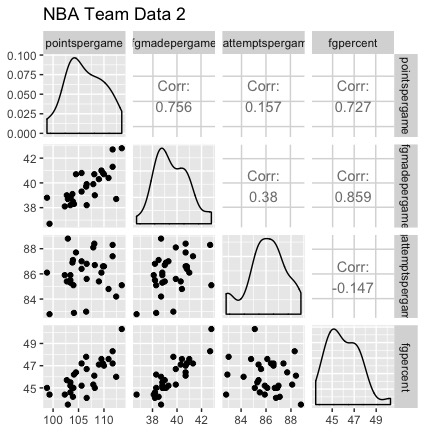 NBA Team Data 2
pointspergame
fgmadepergame
attemptspergam
fgpercent
0.100
0.075
0.050
0.025
0.000
Corr:
0.756
Corr:
0.157
Corr:
0.727
pointspergame
42
40
38
Corr:
0.38
Corr:
0.859
fgmadepergame
88
86
84
Corr:
-0.147
attemptspergam
49
47
45
fgpercent
100 105 110
38 40 42
84 86 88
45 47 49